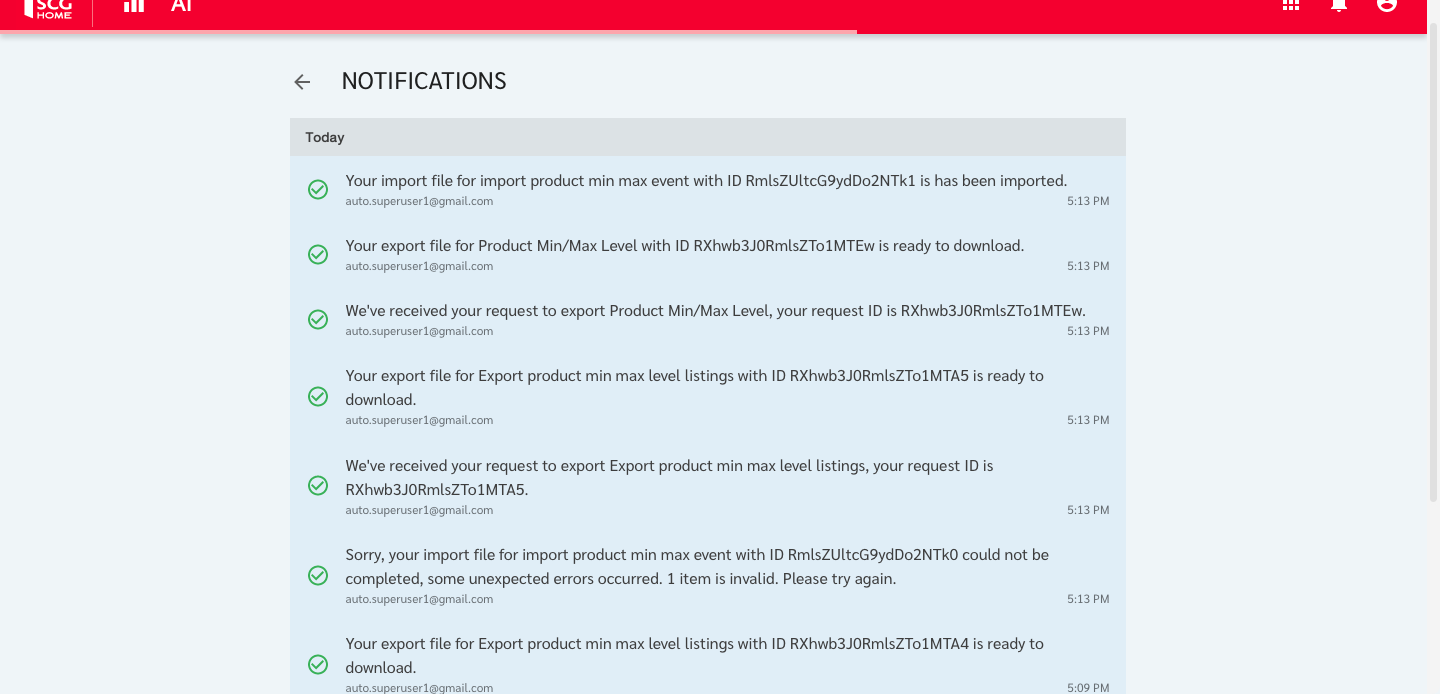 SCG
HOME
AI
NOTIFICATIONS
Today
Your import file for import product min max event with ID RmlsZUltcG9ydDo2NTk1 is has been imported.
auto.superuser1@gmail.com 5:13 PM
Your export file for Product Min/Max Level with ID RXhwb3J0RmlsZTo1MTEw is ready to download.
auto.superuser1@gmail.com 5:13 PM
We've received your request to export Product Min/Max Level, your request ID is RXhwb3J0RmlsZTo1MTEw.
auto.superuser1@gmail.com 5:13 PM
Your export file for Export product min max level listings with ID RXhwb3J0RmlsZTo1MTA5 is ready to
download.
auto.superuser1@gmail.com 5:13 PM
We've received your request to export Export product min max level listings, your request ID is
RXhwb3J0RmlsZTo1MTA5.
auto.superuser1@gmail.com 5:13 PM
Sorry, your import file for import product min max event with ID RmlsZUltcG9ydDo2NTk0 could not be
completed, some unexpected errors occurred. 1 item is invalid. Please try again.
auto.superuser1@gmail.com 5:13 PM
Your export file for Export product min max level listings with ID RXhwb3J0RmlsZTo1MTA4 is ready to
download.
auto.superuser1@gmail.com 5:09 PM